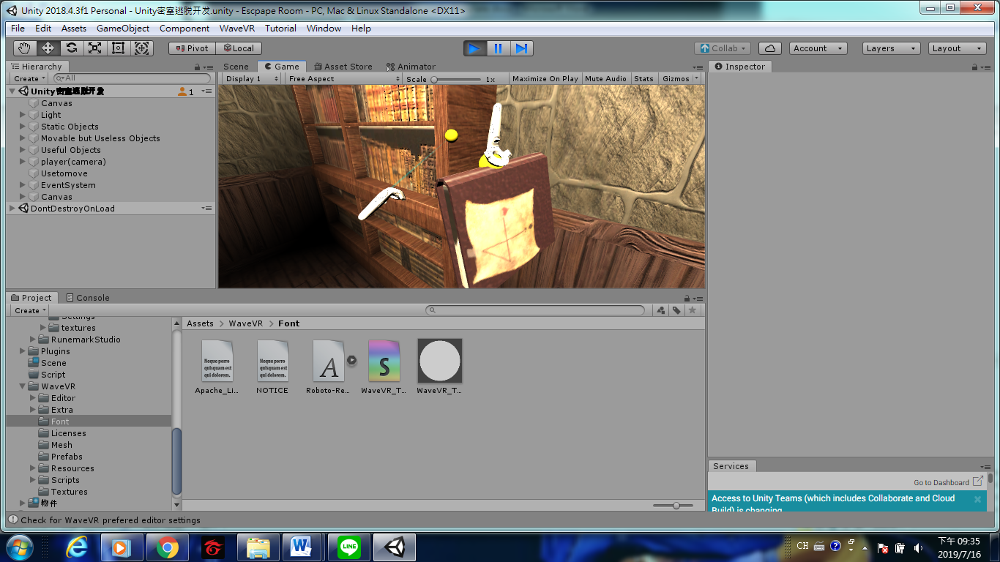 Unity 2018.4.3f1 Personal - Unity密室逃脱开发.unity - Escpape Room - PC, Mac & Linux Standalone <DX11>
File Edit Assets GameObject Component WaveVR Tutorial Window Help
Pivot Local Collab Account Layers Layout
Hierarchy
Create All
Unity密室逃脱开发 1
Canvas
Light
Static Objects
Movable but Useless Objects
Useful Objects
player(camera)
Usetomove
EventSystem
Canvas
DontDestroyOnLoad
Scene Game Asset Store Animator
Display 1 Free Aspect Scale 1x Maximize On Play Mute Audio Stats Gizmos
Inspector
Project Console
Create
textures
RunemarkStudio
Plugins
Scene
Script
WaveVR
Editor
Extra
Font
Licenses
Mesh
Prefabs
Resources
Scripts
Textures
物件
Assets > WaveVR > Font
Neque porro
quisquam est
qui dolorem.
Neque porro
quisquam est
qui dolorem.
A
S
Apache_Li... NOTICE Roboto-Re... WaveVR_T... WaveVR_T...
Services
Go to Dashboard
Access to Unity Teams (which includes Collaborate and Cloud
Build) is changing
Check for WaveVR prefered editor settings
W
LINE
CH
下午 09:35
2019/7/16